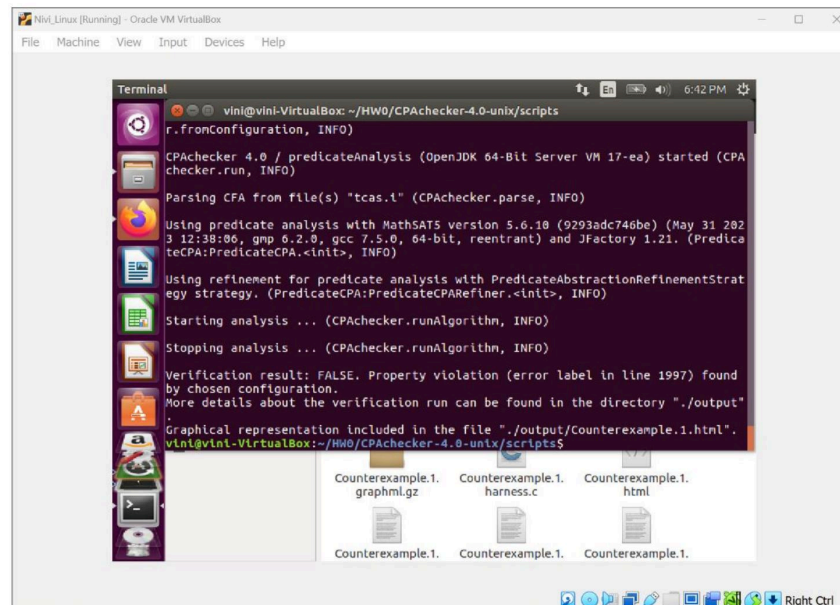 Nivi_Linux [Running] - Oracle VM VirtualBox
File Machine View Input Devices Help
Terminal
En
6:42 PM
vini@vini-VirtualBox: ~/HW0/CPAchecker-4.0-unix/scripts
r.fromConfiguration, INFO)
CPAchecker 4.0 / predicateAnalysis (OpenJDK 64-Bit Server VM 17-ea) started (CPA
checker.run, INFO)
Parsing CFA from file(s) "tcas.i" (CPAchecker.parse, INFO)
Using predicate analysis with MathSAT5 version 5.6.10 (9293adc746be) (May 31 202
3 12:38:06, gmp 6.2.0, gcc 7.5.0, 64-bit, reentrant) and JFactory 1.21. (Predica
teCPA:PredicateCPA.<init>, INFO)
Using refinement for predicate analysis with PredicateAbstractionRefinementStrat
egy strategy. (PredicateCPA:PredicateCPARefiner.<init>, INFO)
Starting analysis ... (CPAchecker.runAlgorithm, INFO)
Stopping analysis ... (CPAchecker.runAlgorithm, INFO)
Verification result: FALSE. Property violation (error label in line 1997) found
by chosen configuration.
More details about the verification run can be found in the directory "./output"
.
Graphical representation included in the file "./output/Counterexample.1.html".
vini@vini-VirtualBox:~/HW0/CPAchecker-4.0-unix/scripts$
Counterexample.1. Counterexample.1. Counterexample.1.
graphml.gz harness.c html
Counterexample.1. Counterexample.1. Counterexample.1.
Right Ctrl